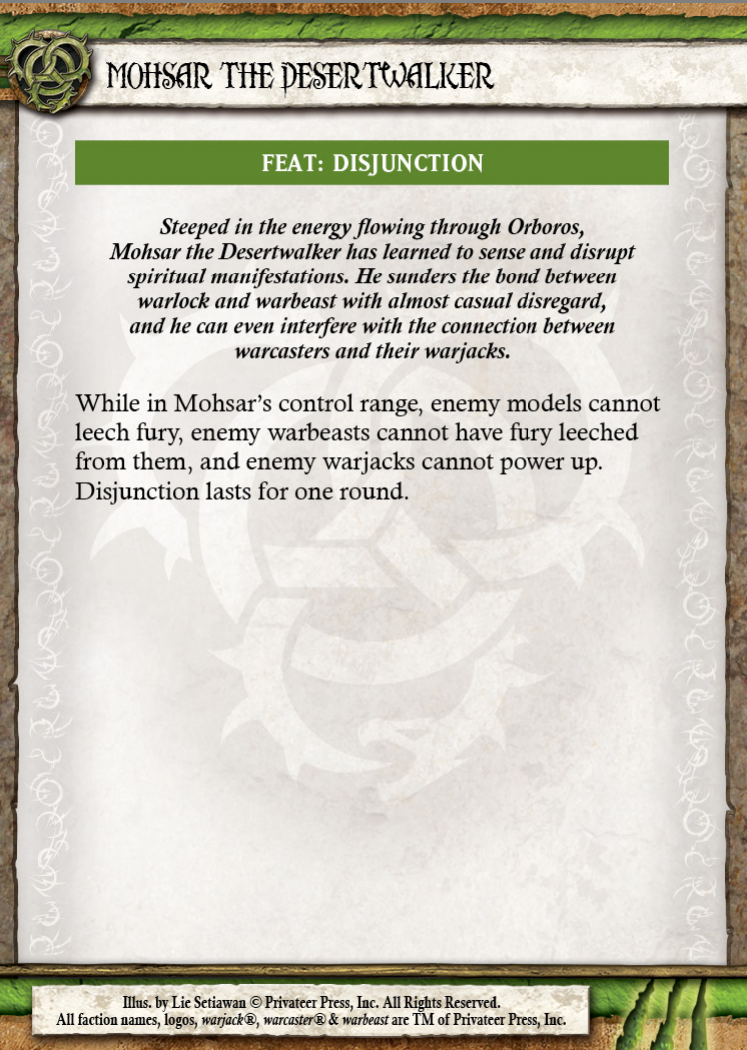 MOHSAR THE DESERTWALKER
FEAT: DISJUNCTION
Steeped in the energy flowing through Orboros,
Mohsar the Desertwalker has learned to sense and disrupt
spiritual manifestations. He sunders the bond between
warlock and warbeast with almost casual disregard,
and he can even interfere with the connection between
warcasters and their warjacks.
While in Mohsar's control range, enemy models cannot
leech fury, enemy warbeasts cannot have fury leeched
from them, and enemy warjacks cannot power up.
Disjunction lasts for one round.
Illus. by Lie Setiawan © Privateer Press, Inc. All Rights Reserved.
All faction names, logos, warjack®, warcaster® & warbeast are TM of Privateer Press, Inc.